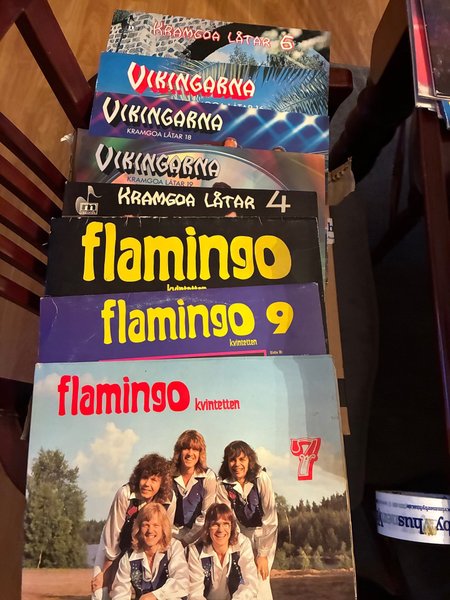 KRAMGOA LÅTAR 6
VIKINGARNA
VIKINGARNA
KRAMGOA LÅTAR 18
VIKINGARNA
KRAMGOA LÅTAR 19
m
KRAMGOA LÅTAR 4
flamingo
kvintetten
flamingo 9
kvintetten
flamingo
kvintetten
7